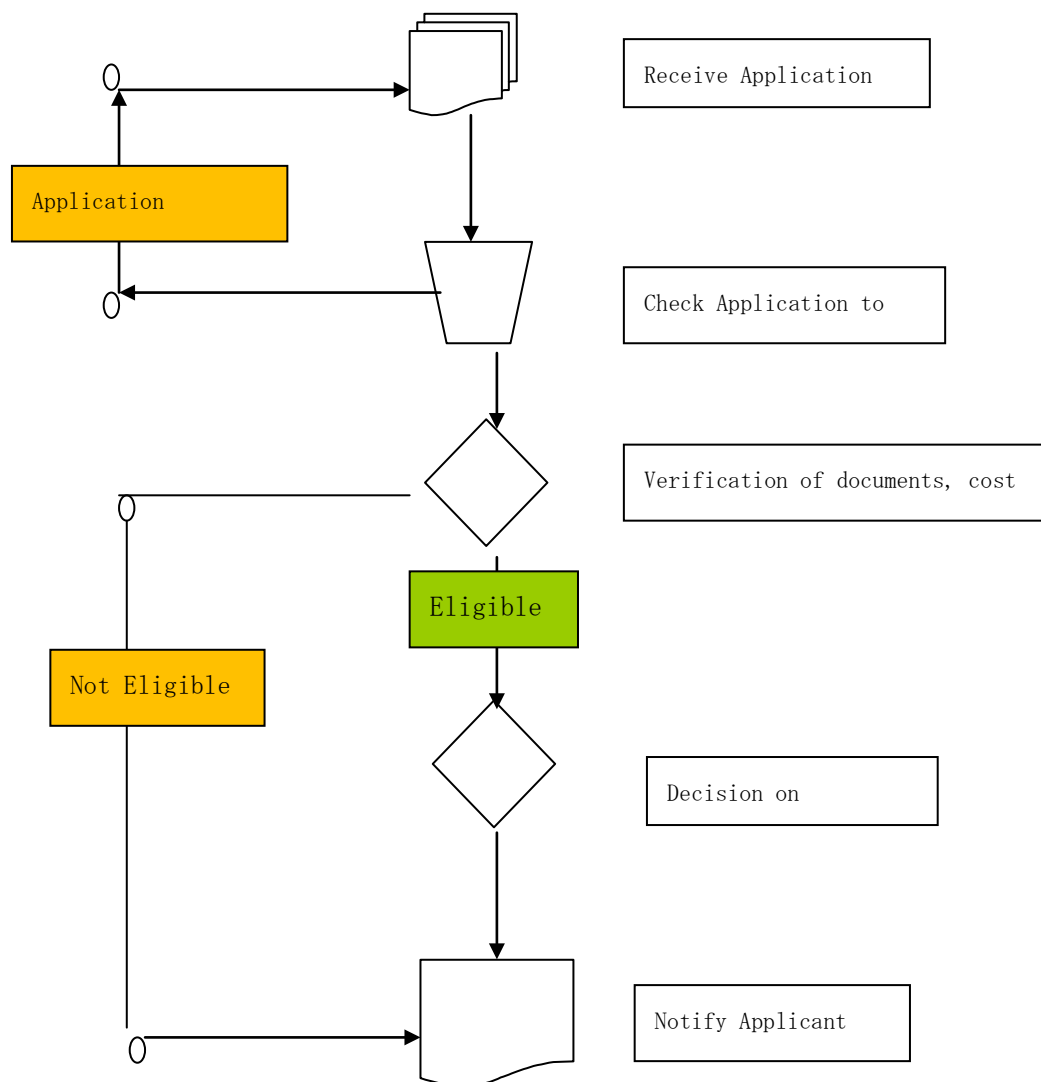 Receive Application
Application
Check Application to
Verification of documents, cost
Eligible
Not Eligible
Decision on
Notify Applicant